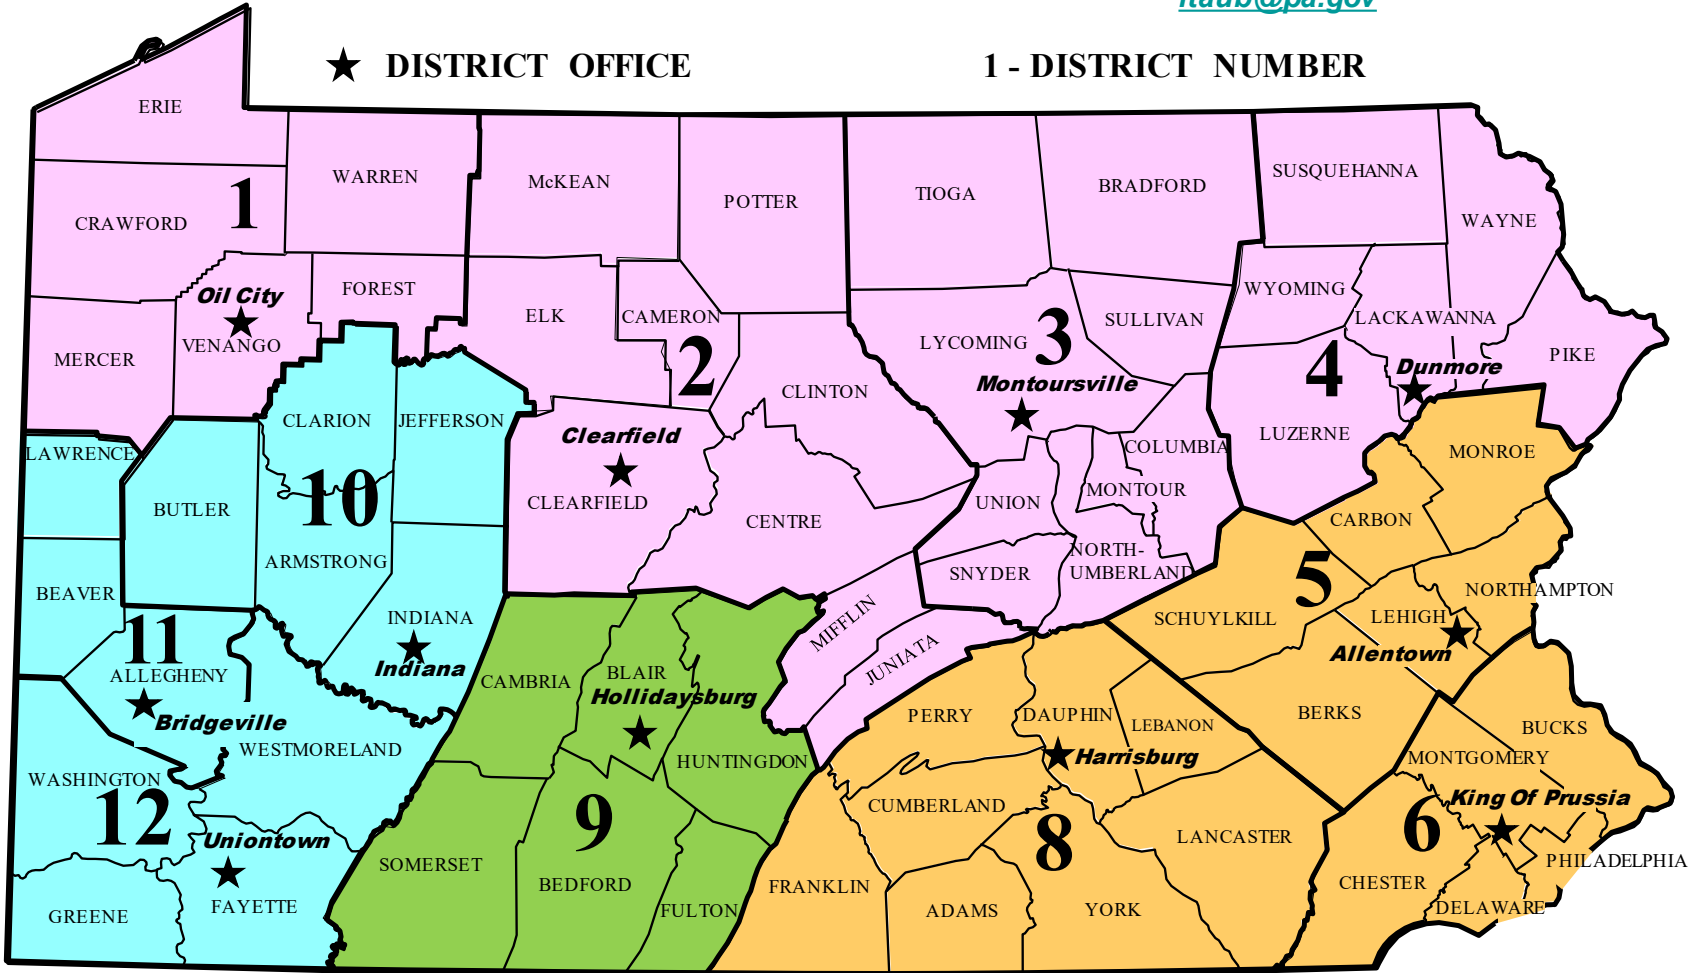 rtaub@pa.gov
★ DISTRICT OFFICE
1 - DISTRICT NUMBER
ERIE
WARREN
McKEAN
POTTER
TIOGA
BRADFORD
SUSQUEHANNA
WAYNE
CRAWFORD
1
Oil City
VENANGO
FOREST
ELK
CAMERON
2
LYCOMING
3
Montoursville
SULLIVAN
WYOMING
LACKAWANNA
4
Dunmore
PIKE
MERCER
CLINTON
COLUMBIA
LUZERNE
MONROE
LAWRENCE
CLARION
JEFFERSON
Clearfield
CLEARFIELD
CENTRE
UNION
MONTOUR
CARBON
BUTLER
10
ARMSTRONG
SNYDER
NORTH-
UMBERLAND
5
NORTHAMPTON
BEAVER
INDIANA
Indiana
MIFFLIN
JUNIATA
SCHUYLKILL
LEHIGH
Allentown
11
ALLEGHENY
Bridgeville
CAMBRIA
BLAIR
Hollidaysburg
PERRY
DAUPHIN
LEBANON
BERKS
BUCKS
WESTMORELAND
HUNTINGDON
Harrisburg
MONTGOMERY
WASHINGTON
12
Uniontown
9
CUMBERLAND
8
LANCASTER
6
King Of Prussia
PHILADELPHIA
SOMERSET
BEDFORD
FULTON
FRANKLIN
ADAMS
YORK
CHESTER
DELAWARE
GREENE
FAYETTE